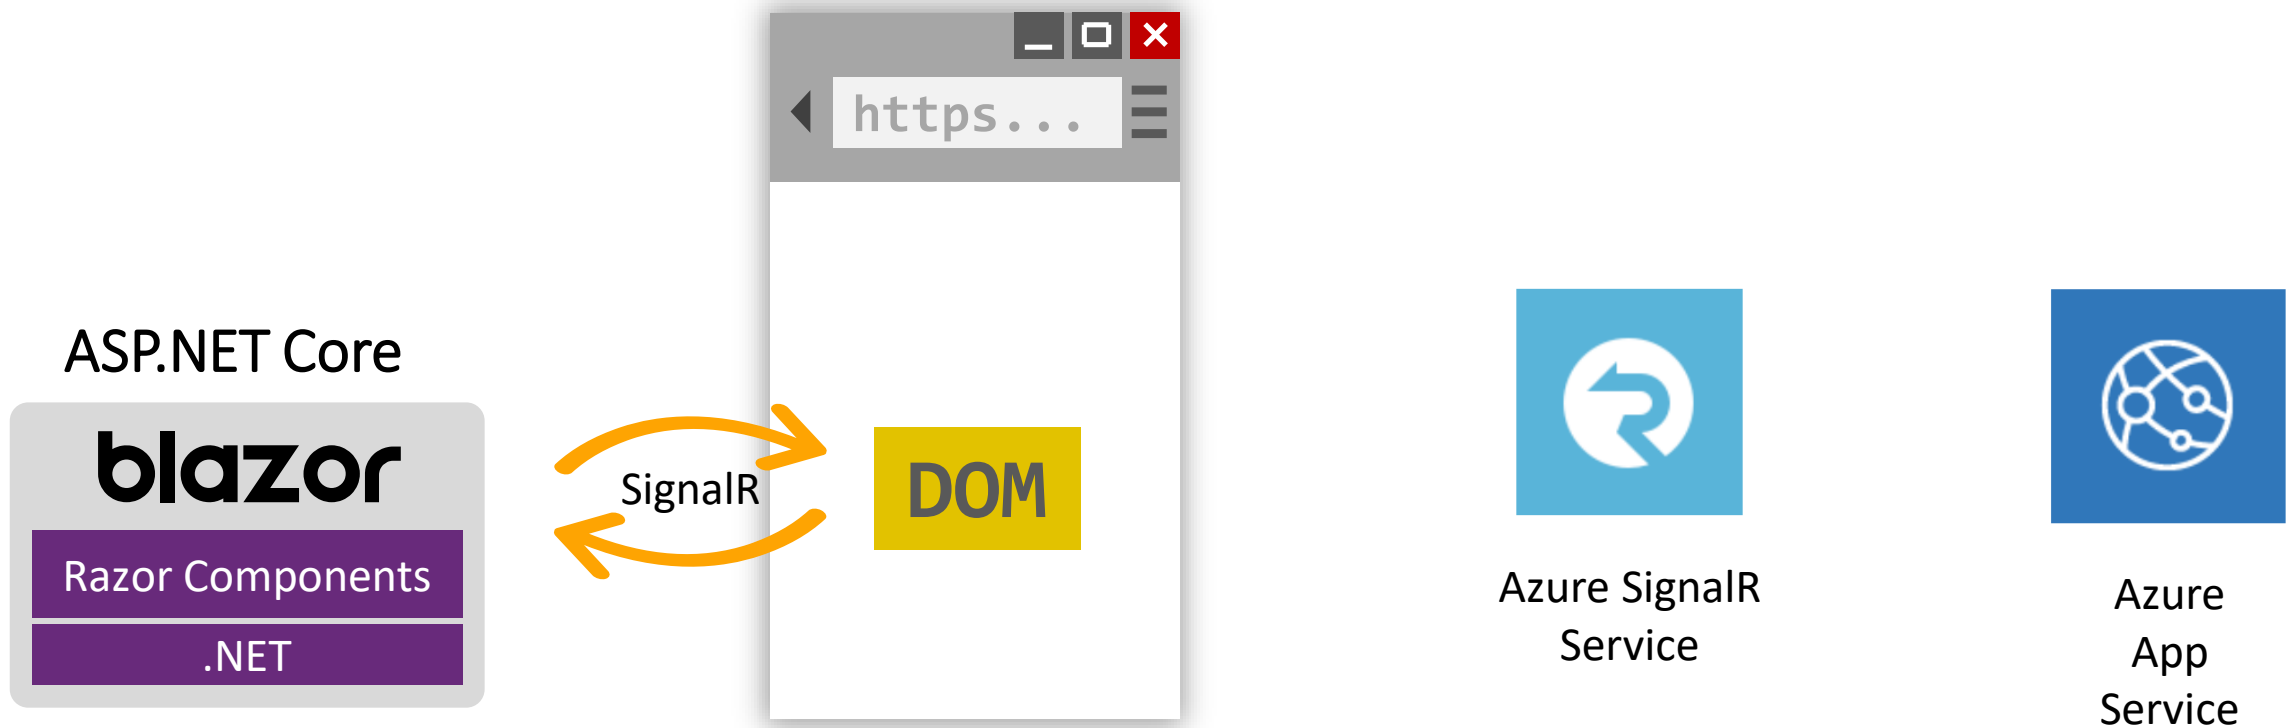 https...
ASP.NET Core
blazor
Razor Components
.NET
SignalR
DOM
Azure SignalR
Service
Azure
App
Service